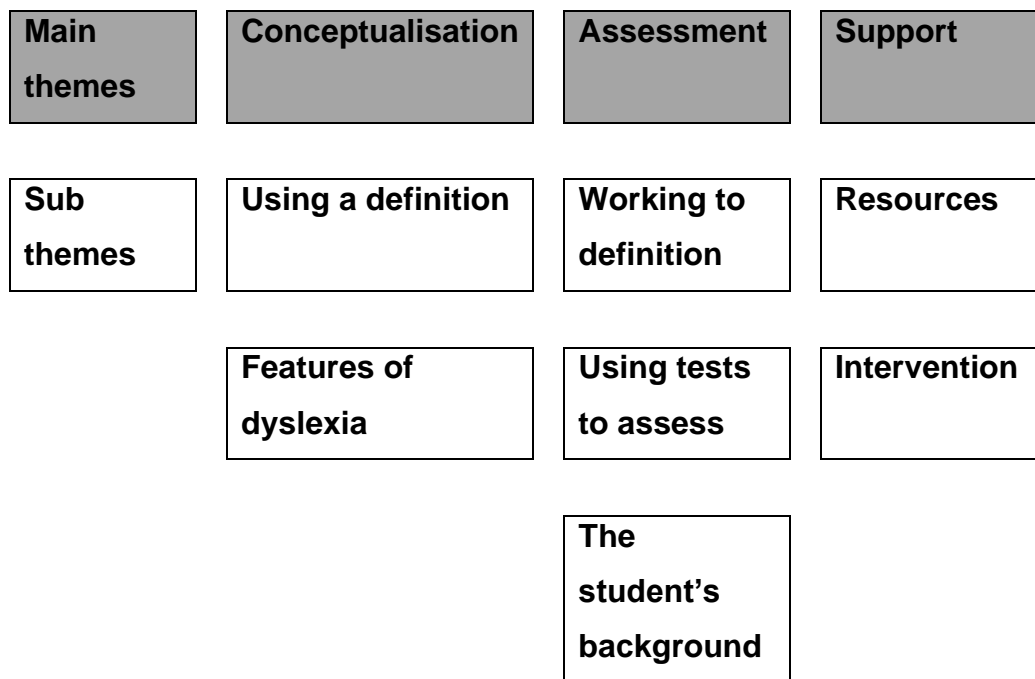 Main themes
Conceptualisation
Assessment
Support
Sub themes
Using a definition
Working to definition
Resources
Features of dyslexia
Using tests to assess
Intervention
The student's background